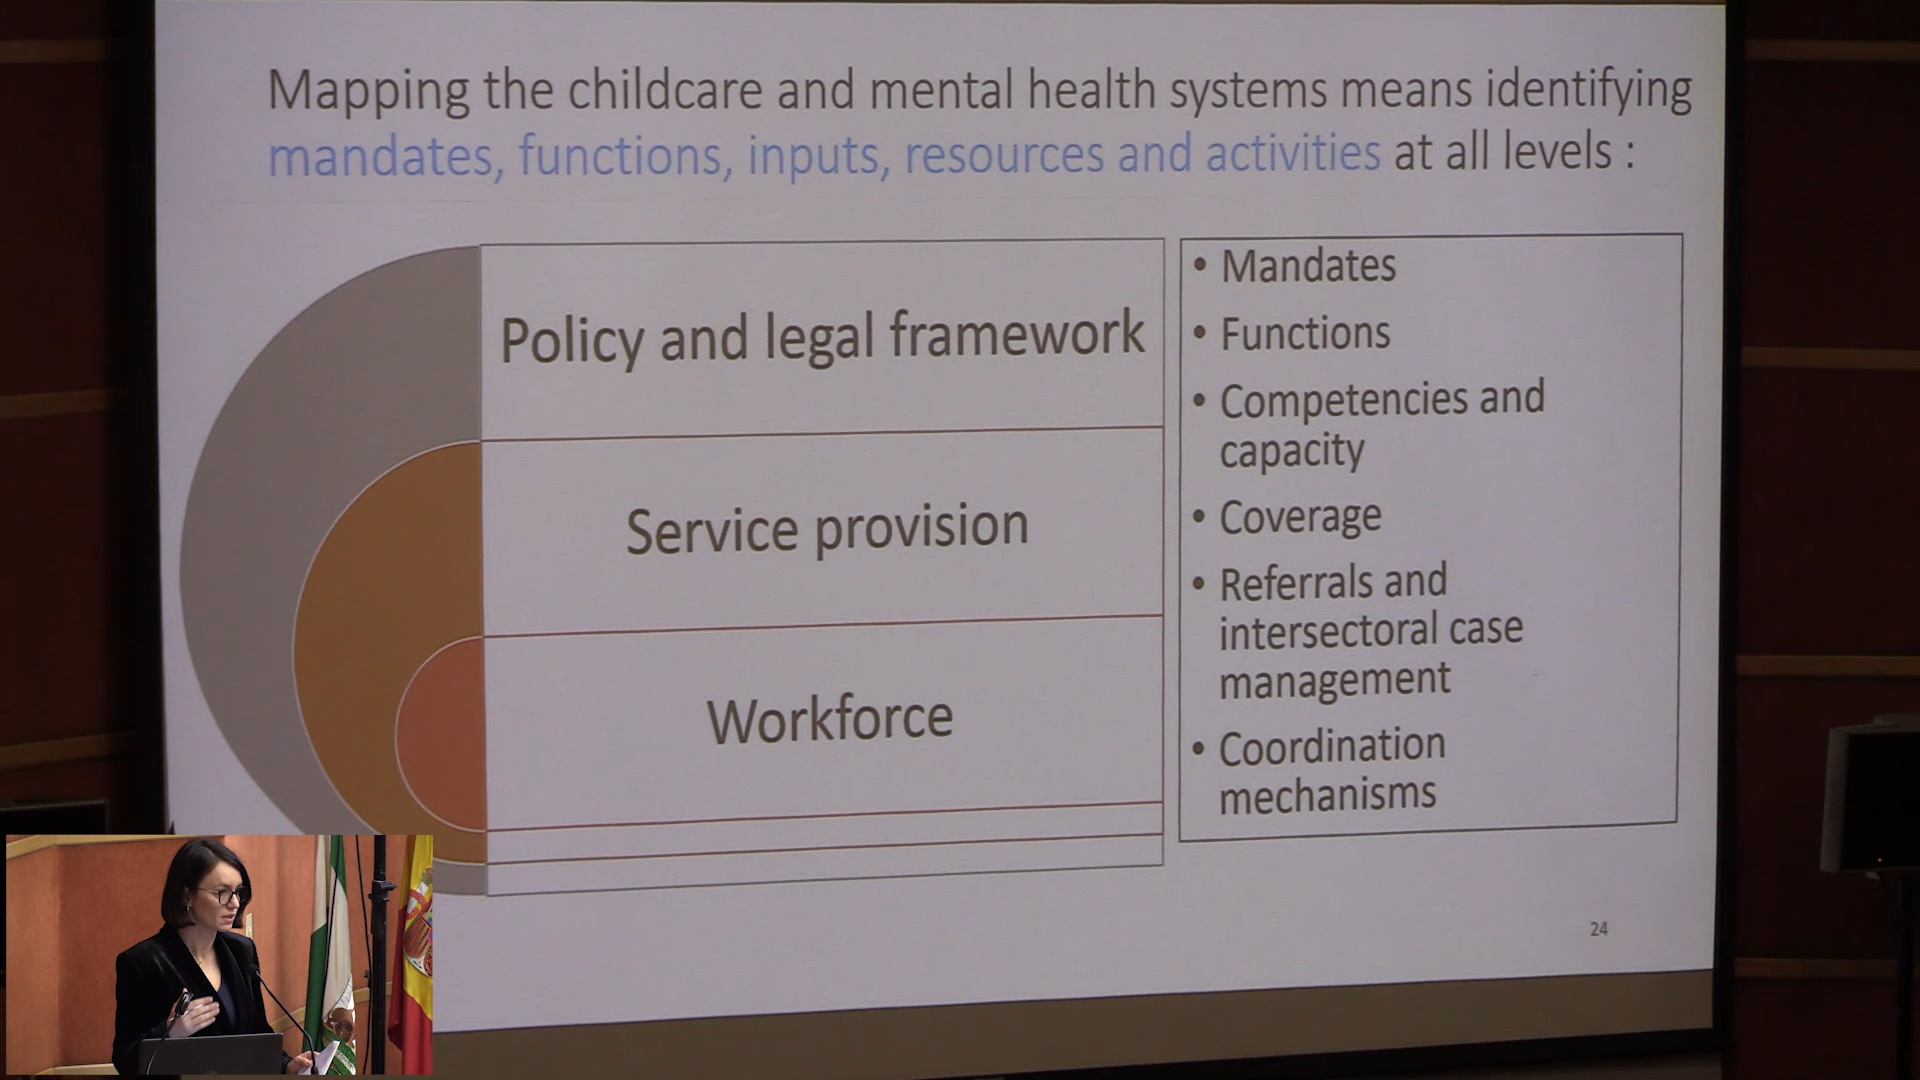 Mapping the childcare and mental health systems means identifying
mandates, functions, inputs, resources and activities at all levels :
Policy and legal framework
Service provision
Workforce
• Mandates
• Functions
• Competencies and
capacity
• Coverage
• Referrals and
intersectoral case
management
• Coordination
mechanisms
24